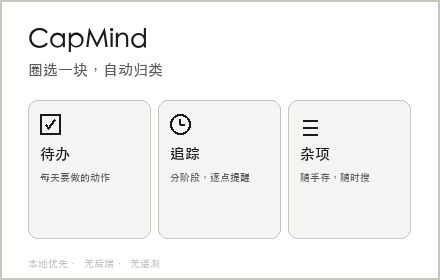 CapMind
圈选一块，自动归类
待办
每天要做的动作
追踪
分阶段，逐点提醒
杂项
随手存，随时搜
本地优先 · 无后端 · 无遥测